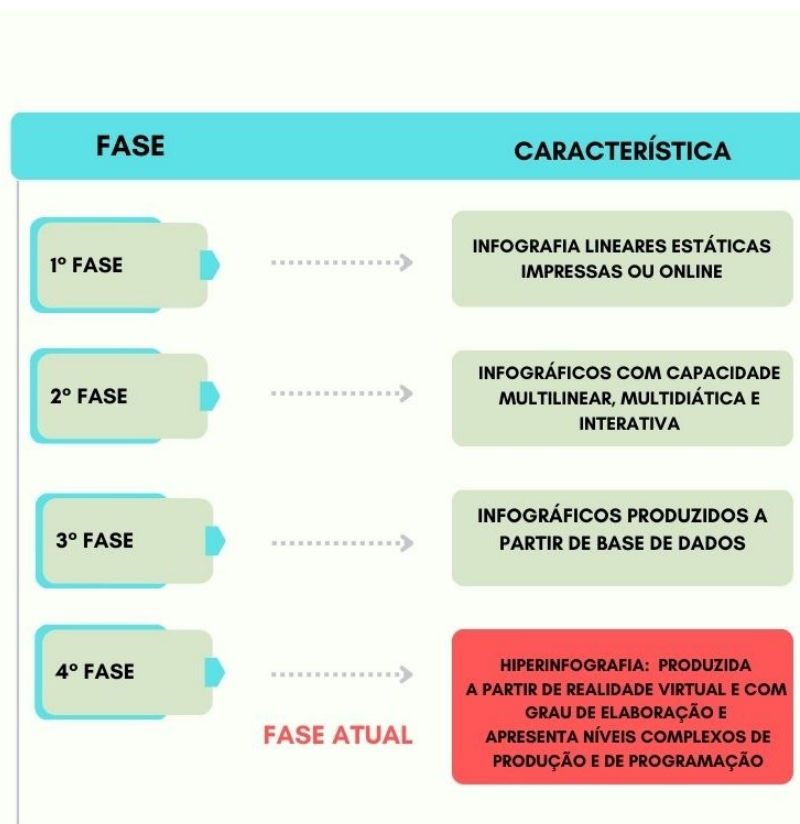 FASE
CARACTERÍSTICA
1º FASE
INFOGRAFIA LINEARES ESTÁTICAS
IMPRESSAS OU ONLINE
2º FASE
INFOGRÁFICOS COM CAPACIDADE
MULTILINEAR, MULTIDIÁTICA E
INTERATIVA
3º FASE
INFOGRÁFICOS PRODUZIDOS A
PARTIR DE BASE DE DADOS
4º FASE
FASE ATUAL
HIPERINFOGRAFIA: PRODUZIDA
A PARTIR DE REALIDADE VIRTUAL E COM
GRAU DE ELABORAÇÃO E
APRESENTA NÍVEIS COMPLEXOS DE
PRODUÇÃO E DE PROGRAMAÇÃO